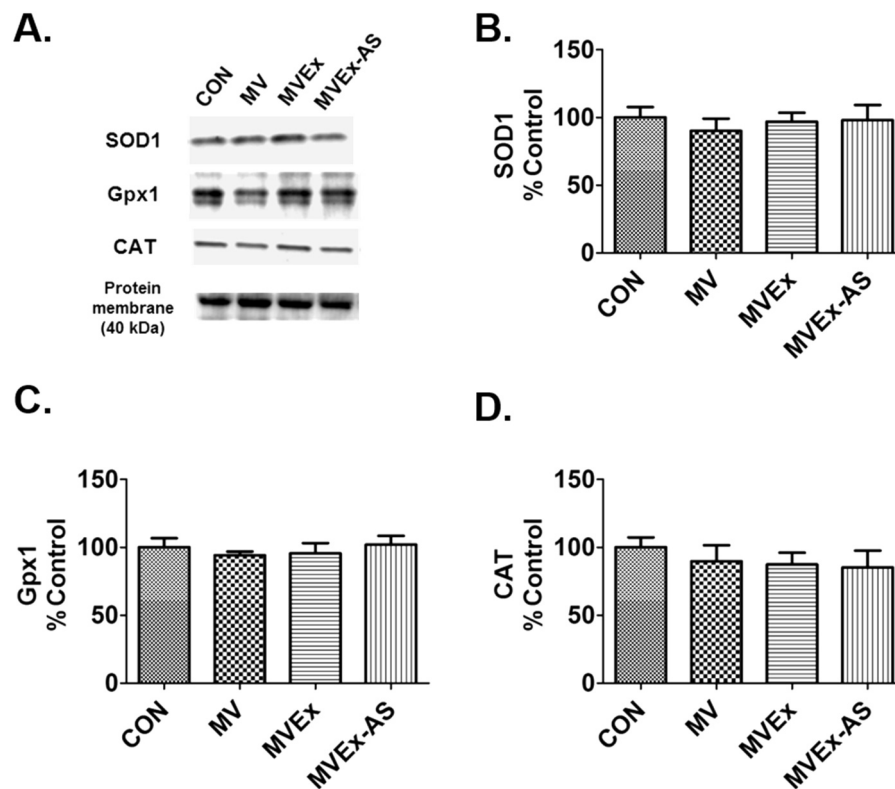 A.
CON MV MVEx MVEx-AS
SOD1
Gpx1
CAT
Protein
membrane
(40 kDa)
B.
SOD1
% Control
150
100
50
0
CON MV MVEx MVEx-AS
C.
Gpx1
% Control
150
100
50
0
CON MV MVEx MVEx-AS
D.
CAT
% Control
150
100
50
0
CON MV MVEx MVEx-AS